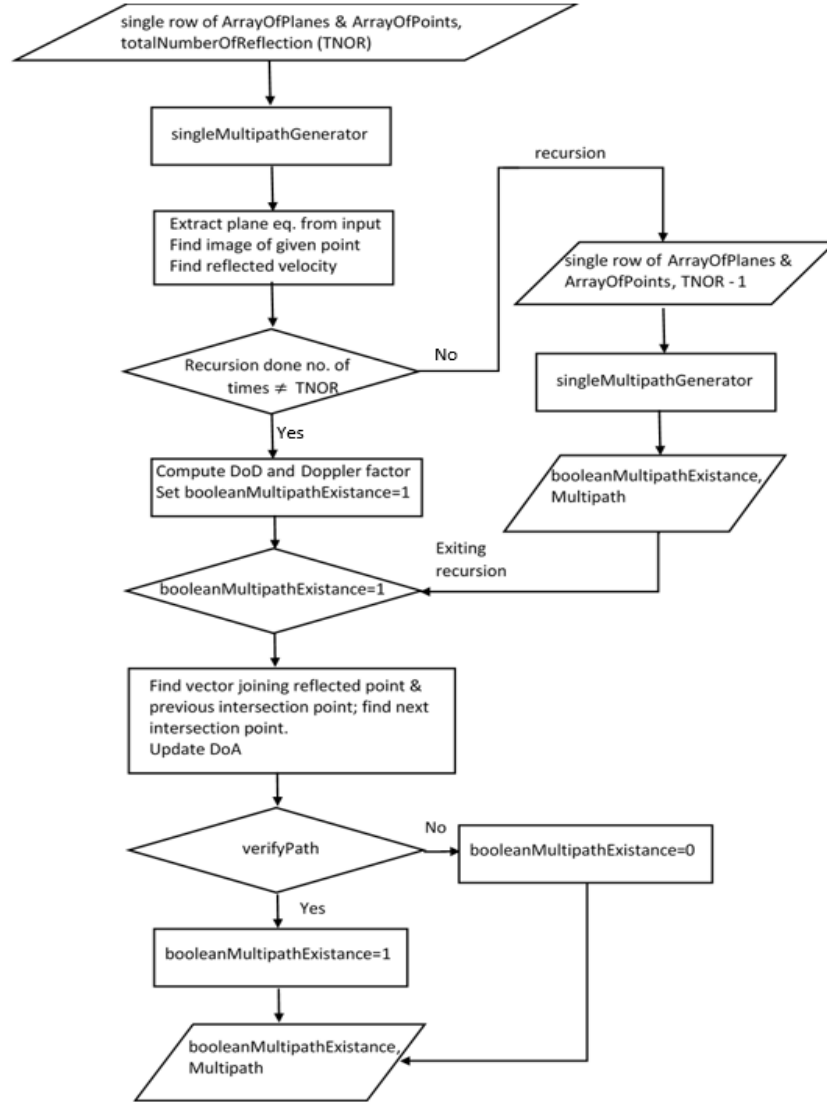 single row of ArrayOfPlanes & ArrayOfPoints,
totalNumberOfReflection (TNOR)
singleMultipathGenerator
recursion
Extract plane eq. from input
Find image of given point
Find reflected velocity
single row of ArrayOfPlanes &
ArrayOfPoints, TNOR - 1
No
Recursion done no. of
times ≠ TNOR
singleMultipathGenerator
Yes
Compute DoD and Doppler factor
Set booleanMultipathExistance=1
booleanMultipathExistance,
Multipath
Exiting
recursion
booleanMultipathExistance=1
Find vector joining reflected point &
previous intersection point; find next
intersection point.
Update DoA
No
verifyPath
booleanMultipathExistance=0
Yes
booleanMultipathExistance=1
booleanMultipathExistance,
Multipath